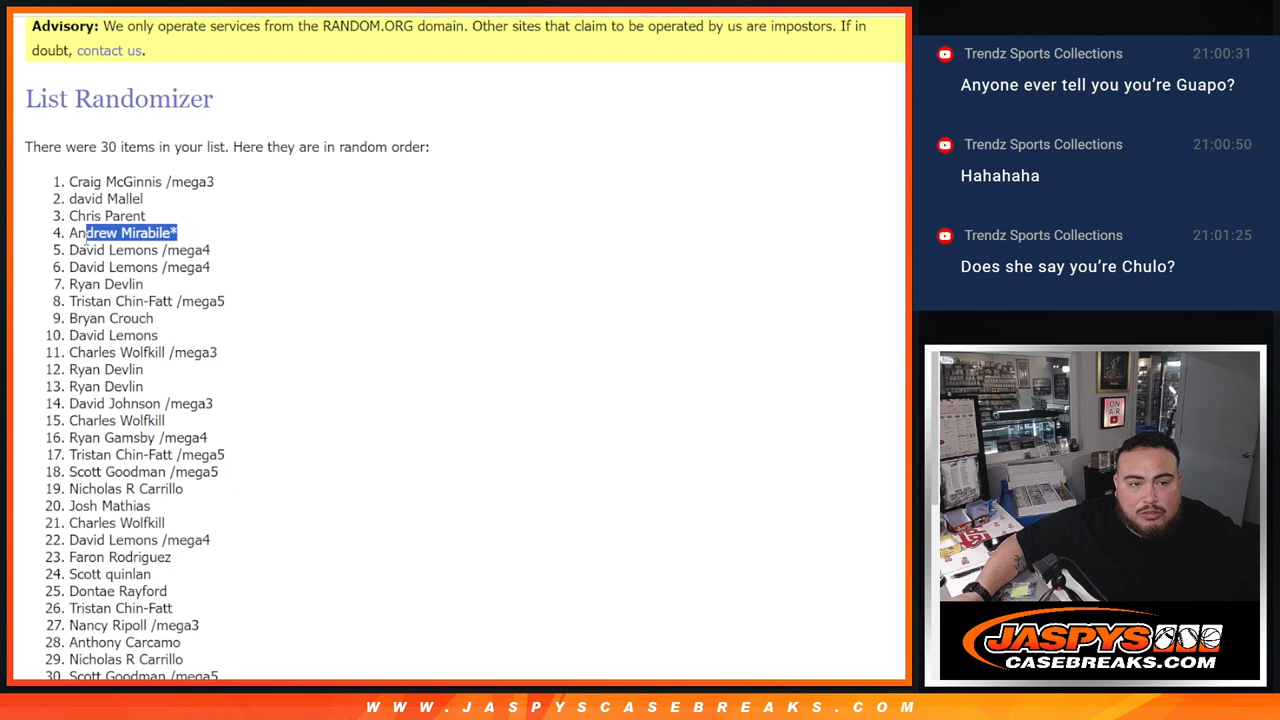 Advisory: We only operate services from the RANDOM.ORG domain. Other sites that claim to be operated by us are impostors. If in
doubt, contact us.
List Randomizer
There were 30 items in your list. Here they are in random order:
1. Craig McGinnis /mega3
2. david Mallel
3. Chris Parent
4. Andrew Mirabile*
5. David Lemons /mega4
6. David Lemons /mega4
7. Ryan Devlin
8. Tristan Chin-Fatt /mega5
9. Bryan Crouch
10. David Lemons
11. Charles Wolfkill /mega3
12. Ryan Devlin
13. Ryan Devlin
14. David Johnson /mega3
15. Charles Wolfkill
16. Ryan Gamsby /mega4
17. Tristan Chin-Fatt /mega5
18. Scott Goodman /mega5
19. Nicholas R Carrillo
20. Josh Mathias
21. Charles Wolfkill
22. David Lemons /mega4
23. Faron Rodriguez
24. Scott quinlan
25. Dontae Rayford
26. Tristan Chin-Fatt
27. Nancy Ripoll /mega3
28. Anthony Carcamo
29. Nicholas R Carrillo
30. Scott Goodman /mega5
Trendz Sports Collections 21:00:31
Anyone ever tell you you're Guapo?
Trendz Sports Collections 21:00:50
Hahahaha
Trendz Sports Collections 21:01:25
Does she say you're Chulo?
ON
AIR
JASPYS
CASEBREAKS.COM
WWW.JASPYSCASEBREAKS.COM